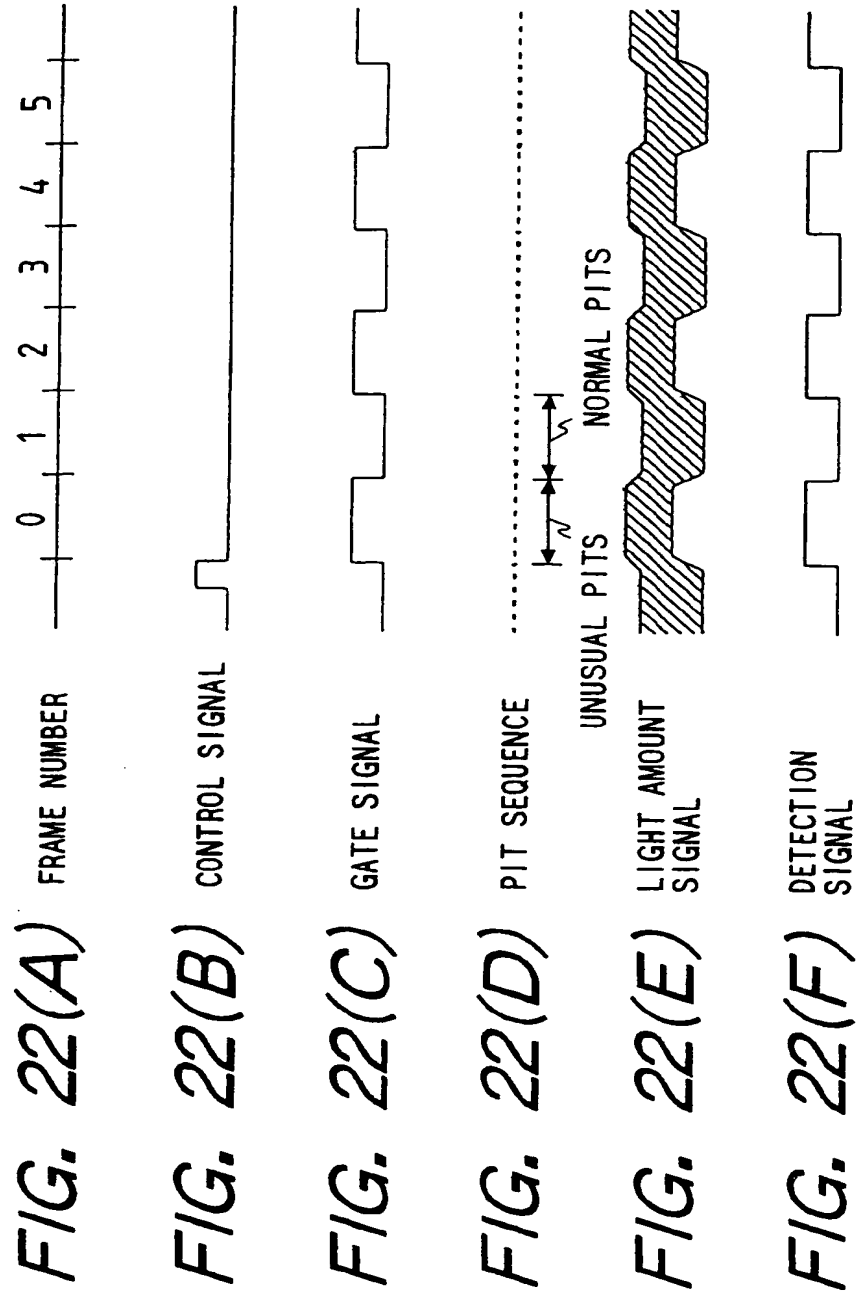 FIG. 22(A) FRAME NUMBER 0 1 2 3 4 5
FIG. 22(B) CONTROL SIGNAL
FIG. 22(C) GATE SIGNAL
FIG. 22(D) PIT SEQUENCE
UNUSUAL PITS NORMAL PITS
FIG. 22(E) LIGHT AMOUNT
SIGNAL
FIG. 22(F) DETECTION
SIGNAL